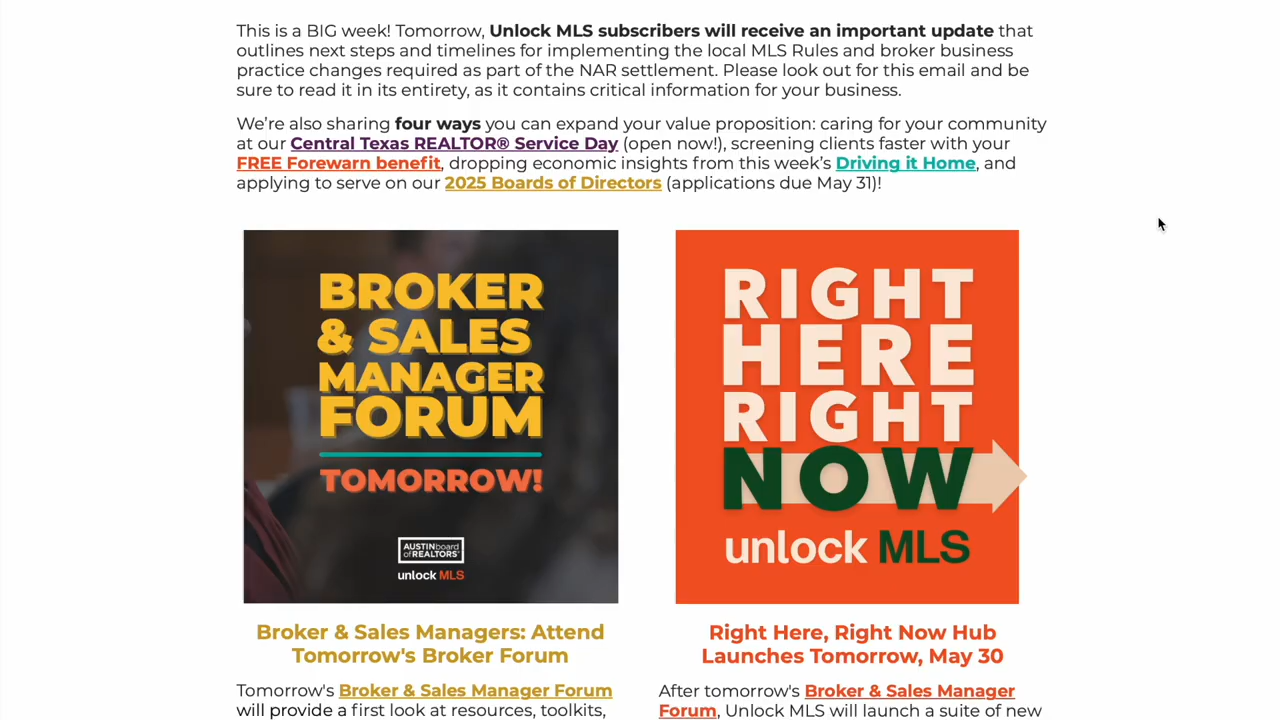 This is a BIG week! Tomorrow, Unlock MLS subscribers will receive an important update that
outlines next steps and timelines for implementing the local MLS Rules and broker business
practice changes required as part of the NAR settlement. Please look out for this email and be
sure to read it in its entirety, as it contains critical information for your business.
We're also sharing four ways you can expand your value proposition: caring for your community
at our Central Texas REALTOR® Service Day (open now!), screening clients faster with your
FREE Forewarn benefit, dropping economic insights from this week's Driving it Home, and
applying to serve on our 2025 Boards of Directors (applications due May 31)!
BROKER
& SALES
MANAGER
FORUM
TOMORROW!
AUSTINboard
ofREALTORS®
unlock MLS
RIGHT
HERE
RIGHT
NOW
unlock MLS
Broker & Sales Managers: Attend
Tomorrow's Broker Forum
Tomorrow's Broker & Sales Manager Forum
will provide a first look at resources, toolkits,
Right Here, Right Now Hub
Launches Tomorrow, May 30
After tomorrow's Broker & Sales Manager
Forum, Unlock MLS will launch a suite of new